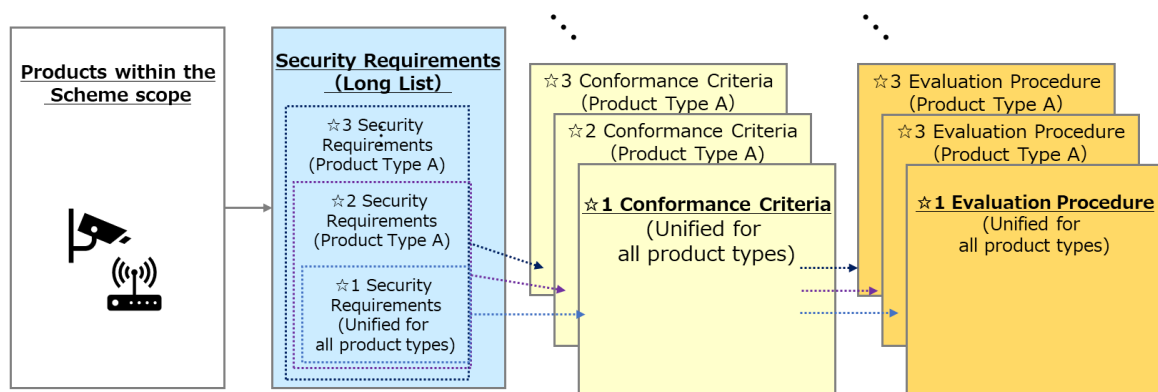 Products within the
Scheme scope
Security Requirements
（Long List）
☆3 Security
Requirements
(Product Type A)
☆2 Security
Requirements
(Product Type A)
☆1 Security
Requirements
(Unified for
all product types)
☆3 Conformance Criteria
（Product Type A）
☆2 Conformance Criteria
（Product Type A）
☆1 Conformance Criteria
(Unified for
all product types)
☆3 Evaluation Procedure
（Product Type A）
☆3 Evaluation Procedure
（Product Type A）
☆1 Evaluation Procedure
(Unified for
all product types)